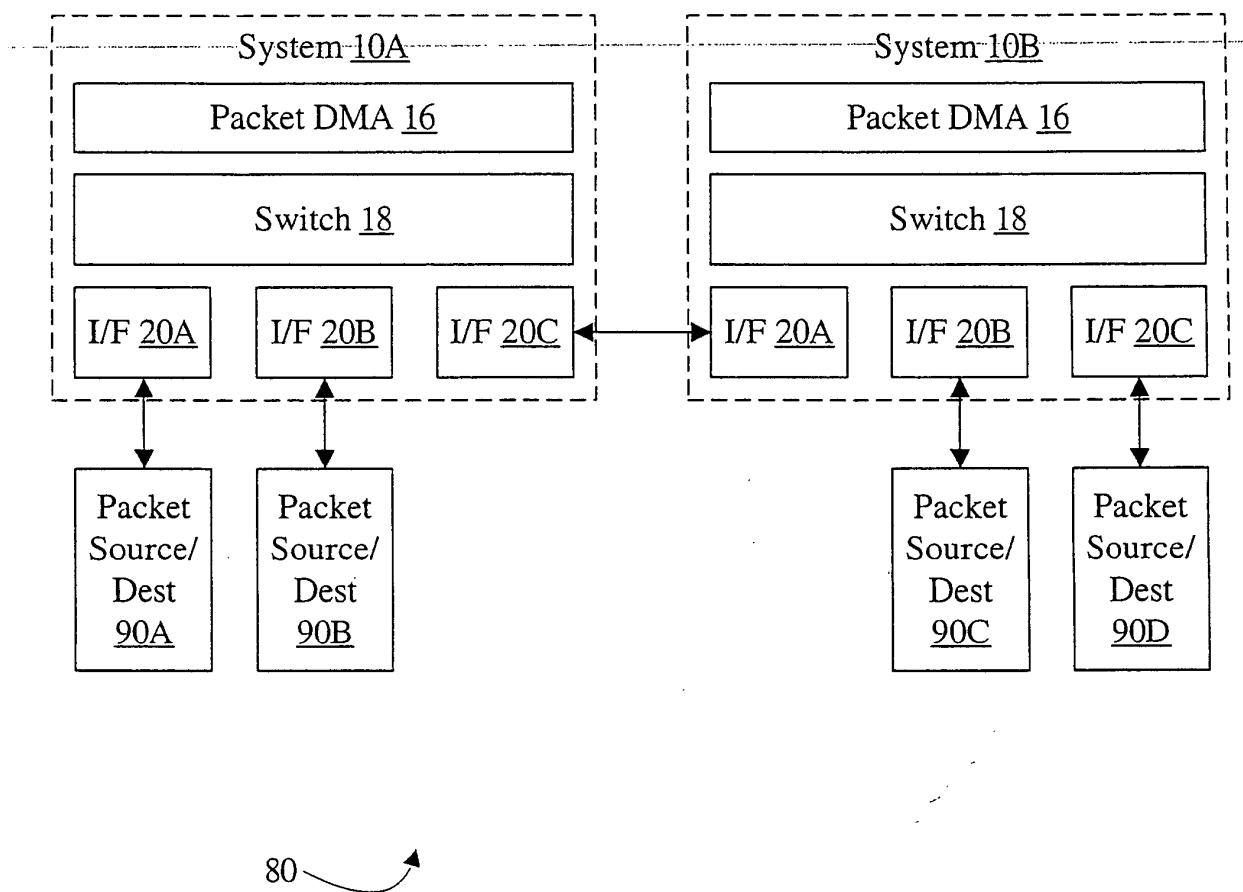 System 10A
Packet DMA 16
Switch 18
I/F 20A
I/F 20B
I/F 20C
Packet
Source/
Dest
90A
Packet
Source/
Dest
90B
System 10B
Packet DMA 16
Switch 18
I/F 20A
I/F 20B
I/F 20C
Packet
Source/
Dest
90C
Packet
Source/
Dest
90D
80